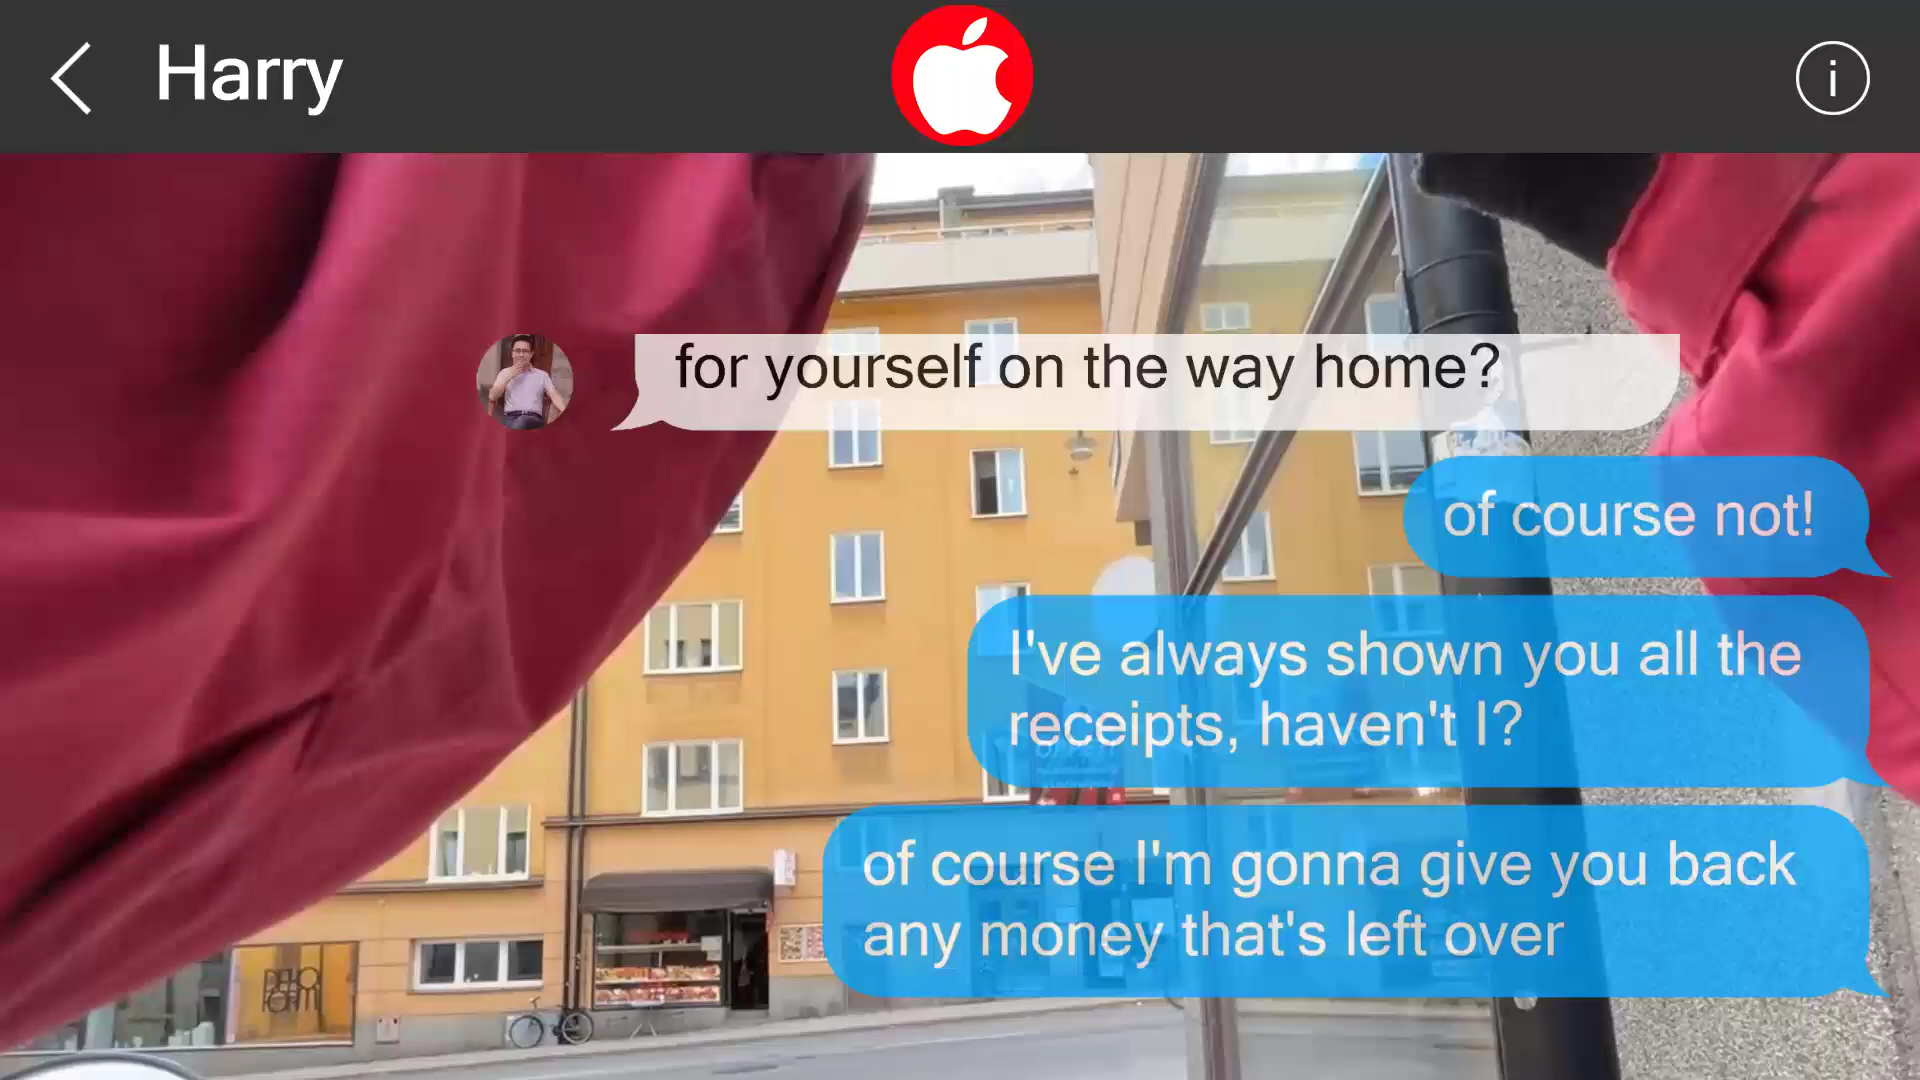 Harry
i
for yourself on the way home?
of course not!
I've always shown you all the
receipts, haven't I?
of course I'm gonna give you back
any money that's left over